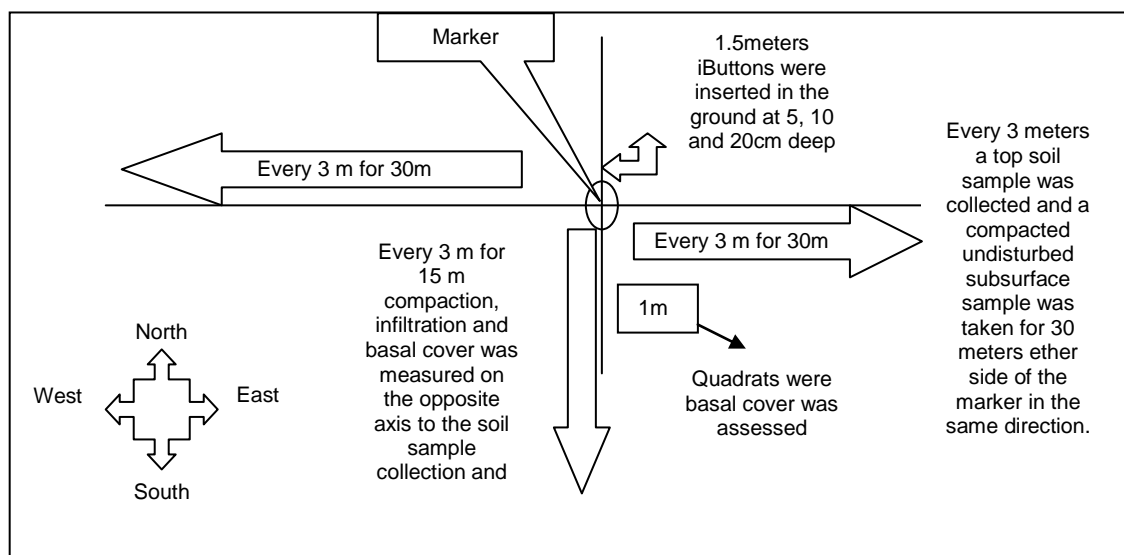 Marker
1.5meters
iButtons were
inserted in the
ground at 5, 10
and 20cm deep
Every 3 m for 30m
Every 3 meters
a top soil
sample was
collected and a
compacted
undisturbed
subsurface
sample was
taken for 30
meters ether
side of the
marker in the
same direction.
Every 3 m for 30m
Every 3 m for
15 m
compaction,
infiltration and
basal cover was
measured on
the opposite
axis to the soil
sample
collection and
1m
Quadrats were
basal cover was
assessed
North
West
East
South